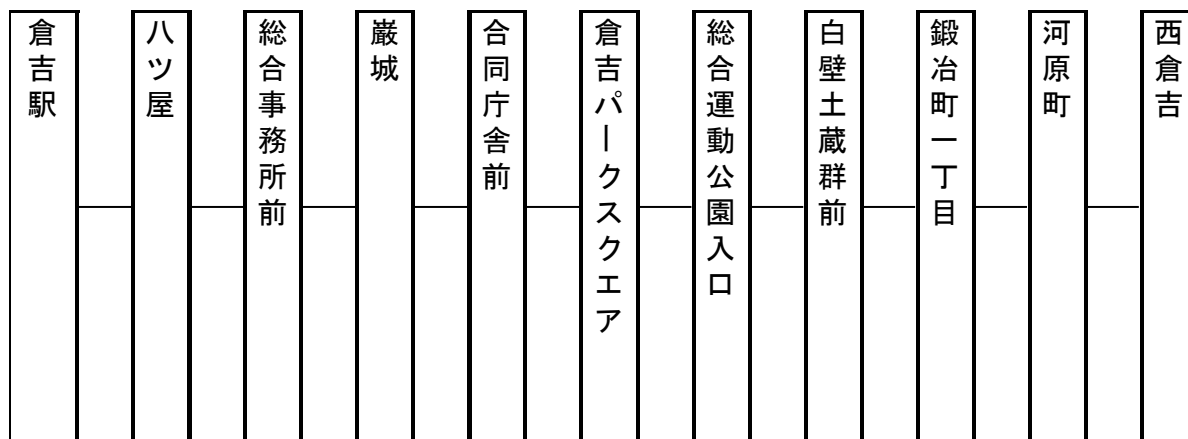 倉吉駅
八ツ屋
総合事務所前
巌城
合同庁舎前
倉吉パークスクエア
総合運動公園入口
白壁土蔵群前
鍛冶町一丁目
河原町
西倉吉